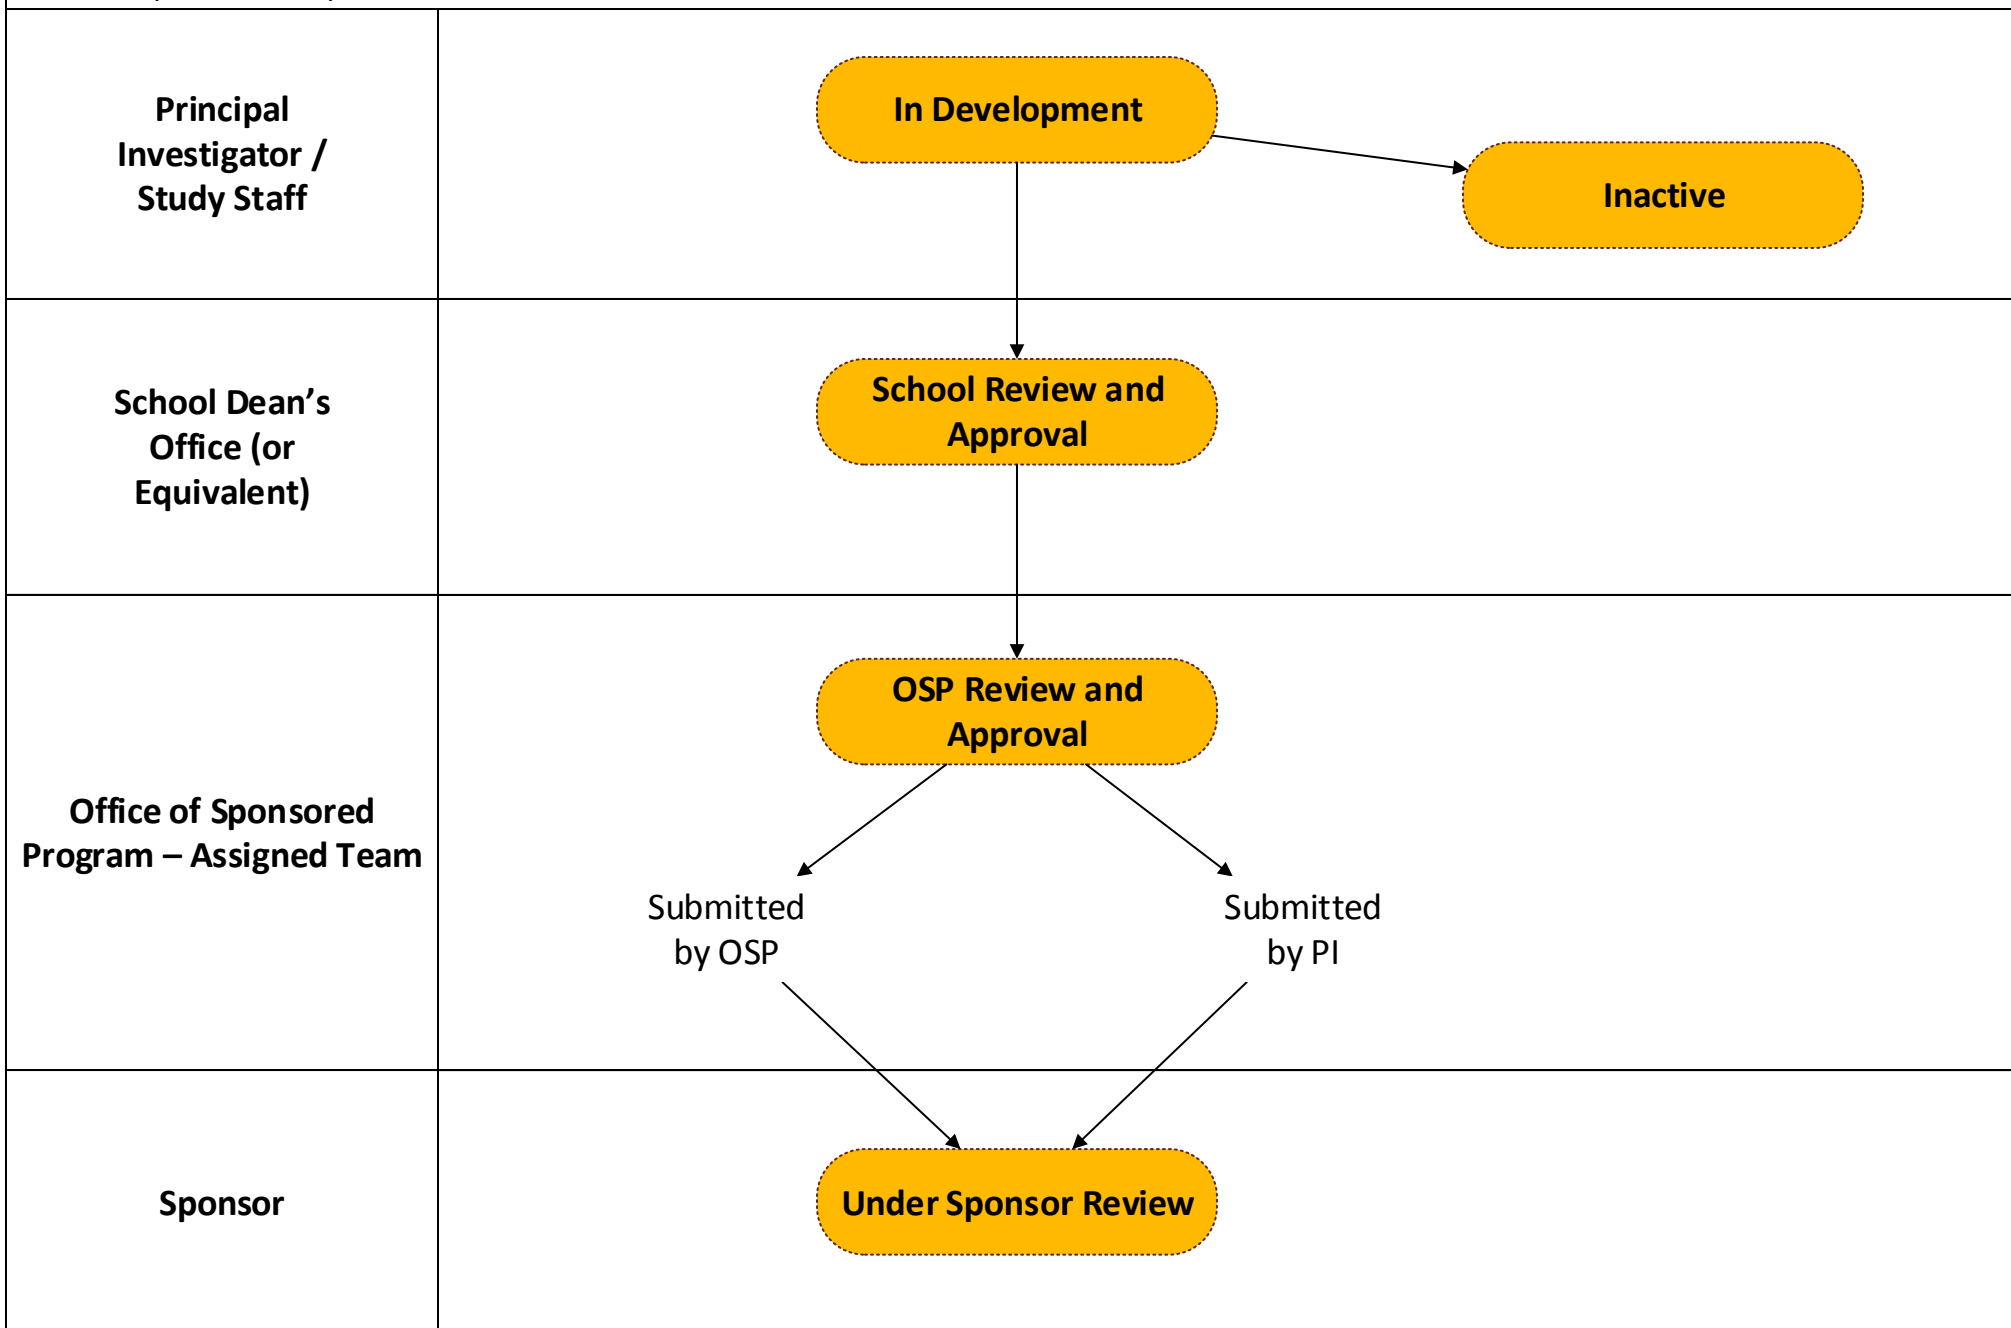 Principal
Investigator /
Study Staff
In Development
Inactive
School Dean’s
Office (or
Equivalent)
School Review and
Approval
Office of Sponsored
Program – Assigned Team
OSP Review and
Approval
Submitted
by OSP
Submitted
by PI
Sponsor
Under Sponsor Review